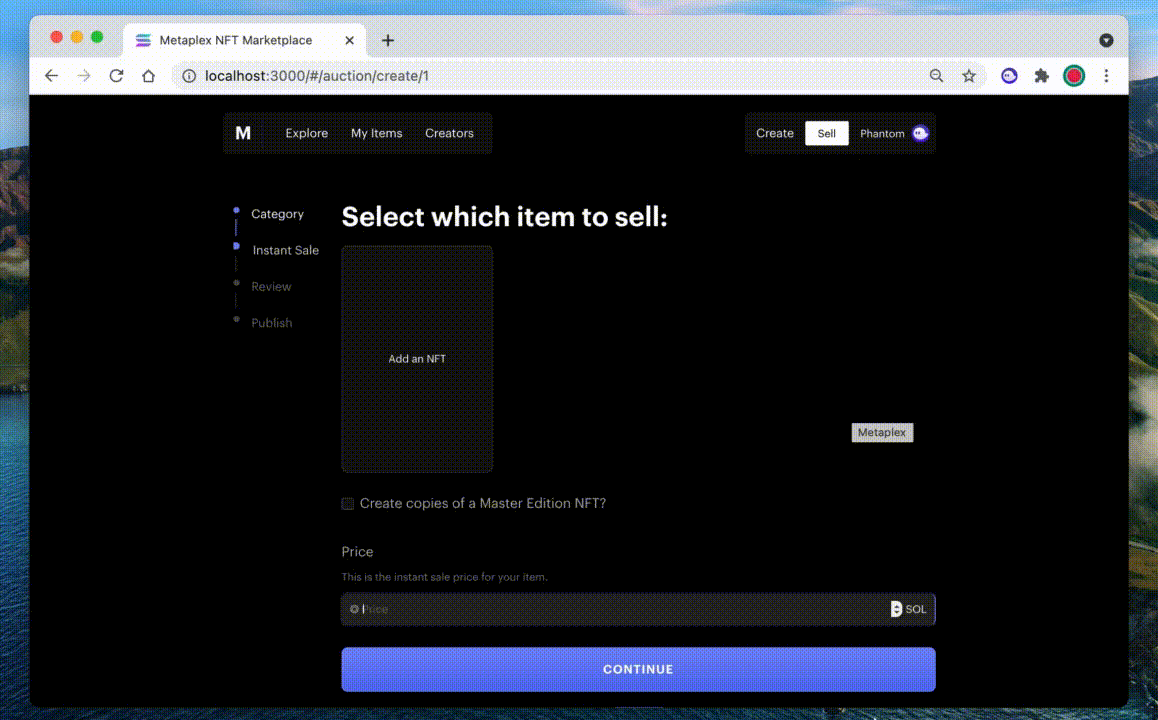 Metaplex NFT Marketplace
localhost:3000/#/auction/create/1
M Explore My Items Creators
Create Sell Phantom
Category
Instant Sale
Review
Publish
Select which item to sell:
Add an NFT
Metaplex
Create copies of a Master Edition NFT?
Price
This is the instant sale price for your item.
Price SOL
CONTINUE